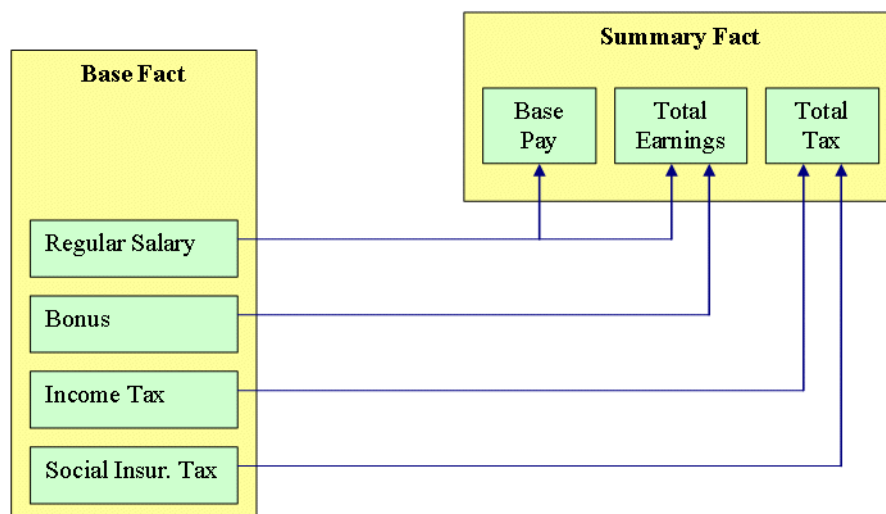 Summary Fact
Base
Pay
Total
Earnings
Total
Tax
Base Fact
Regular Salary
Bonus
Income Tax
Social Insur. Tax